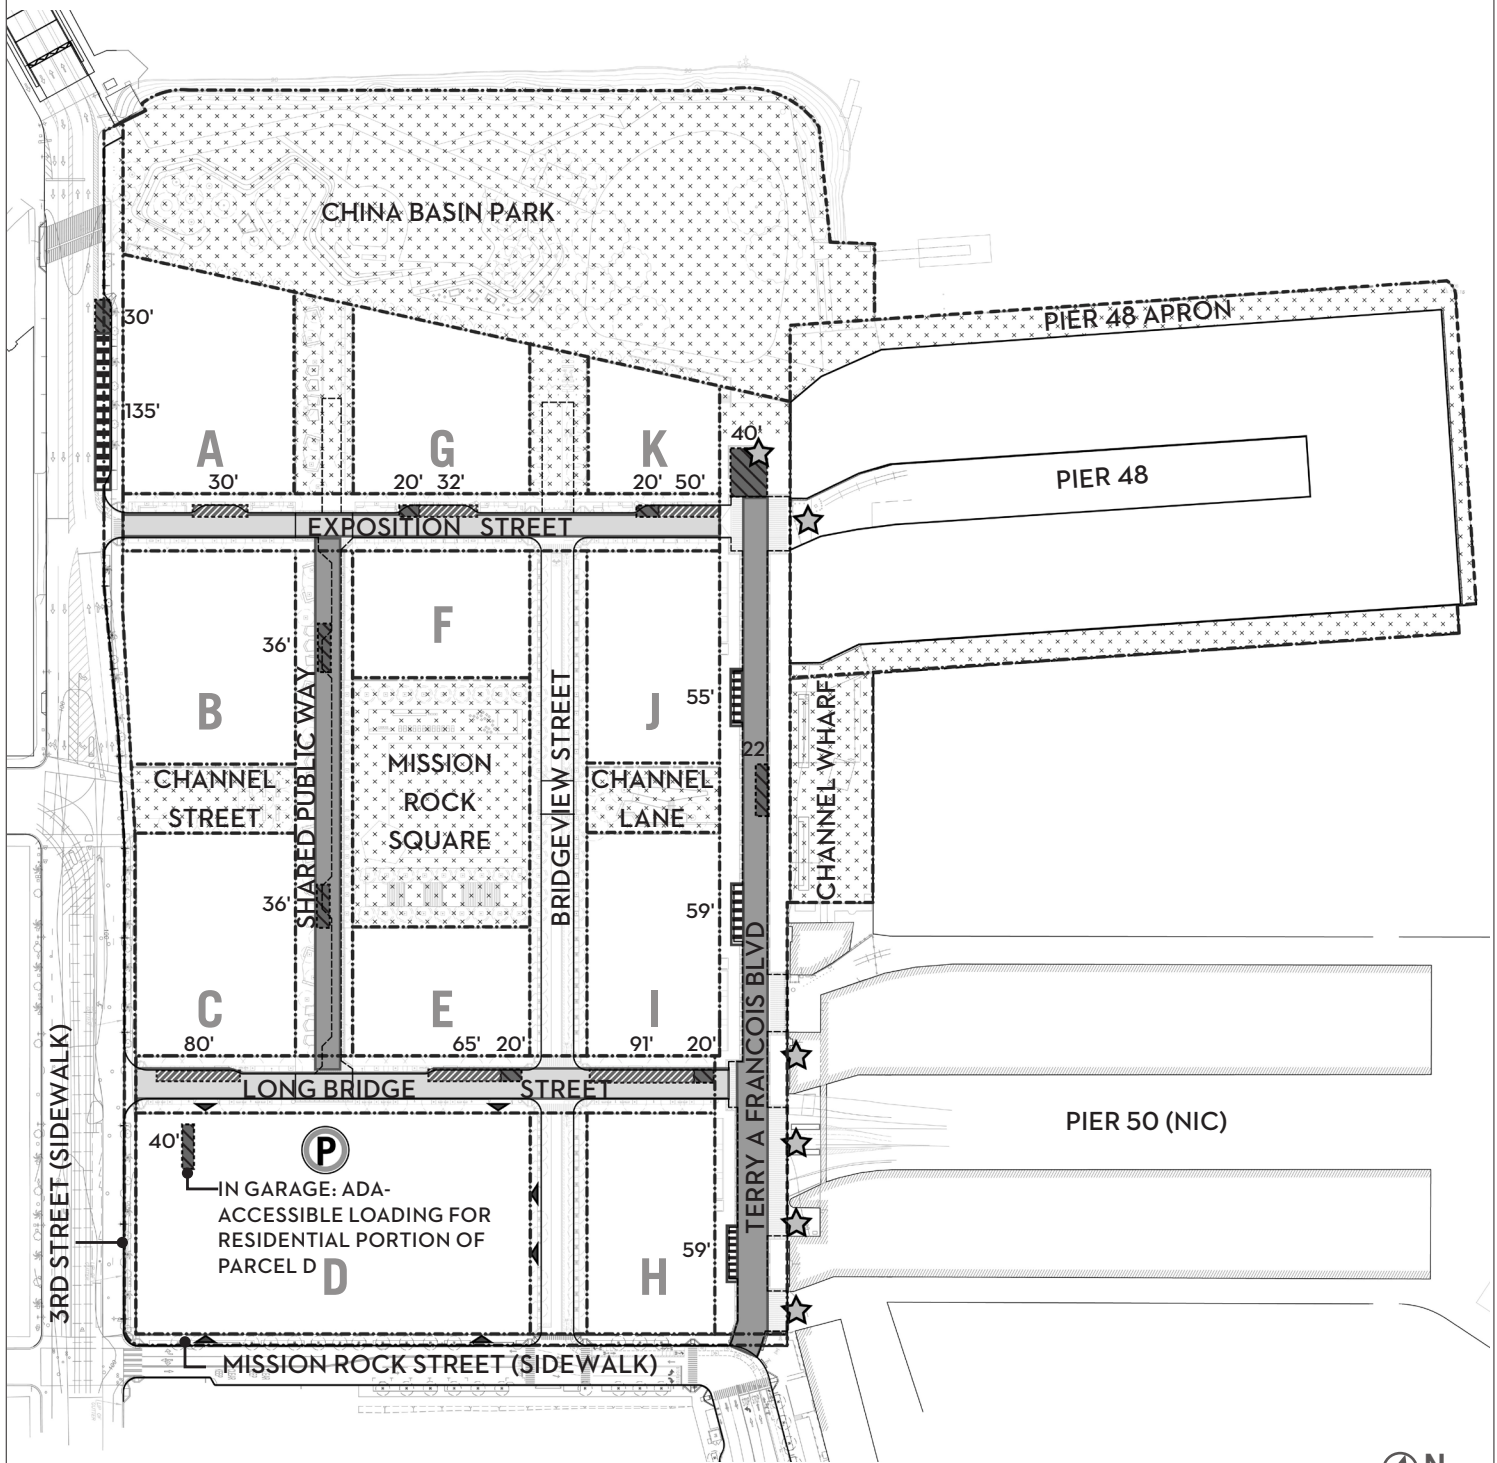 CHINA BASIN PARK
30'
PIER 48 APRON
135'
40'
A
G
K
30'
20' 32'
20' 50'
PIER 48
EXPOSITION STREET
F
36'
B
J
55'
SHARED PUBLIC WAY
BRIDGEVIEW STREET
CHANNEL WHARF
22
MISSION
ROCK
SQUARE
CHANNEL
STREET
CHANNEL
LANE
36'
59'
TERRY A FRANCOIS BLVD
C
E
I
80'
65' 20'
91' 20'
LONG BRIDGE STREET
3RD STREET (SIDEWALK)
40'
P
PIER 50 (NIC)
IN GARAGE: ADA-
ACCESSIBLE LOADING FOR
RESIDENTIAL PORTION OF
PARCEL D
D
59'
H
MISSION ROCK STREET (SIDEWALK)
N